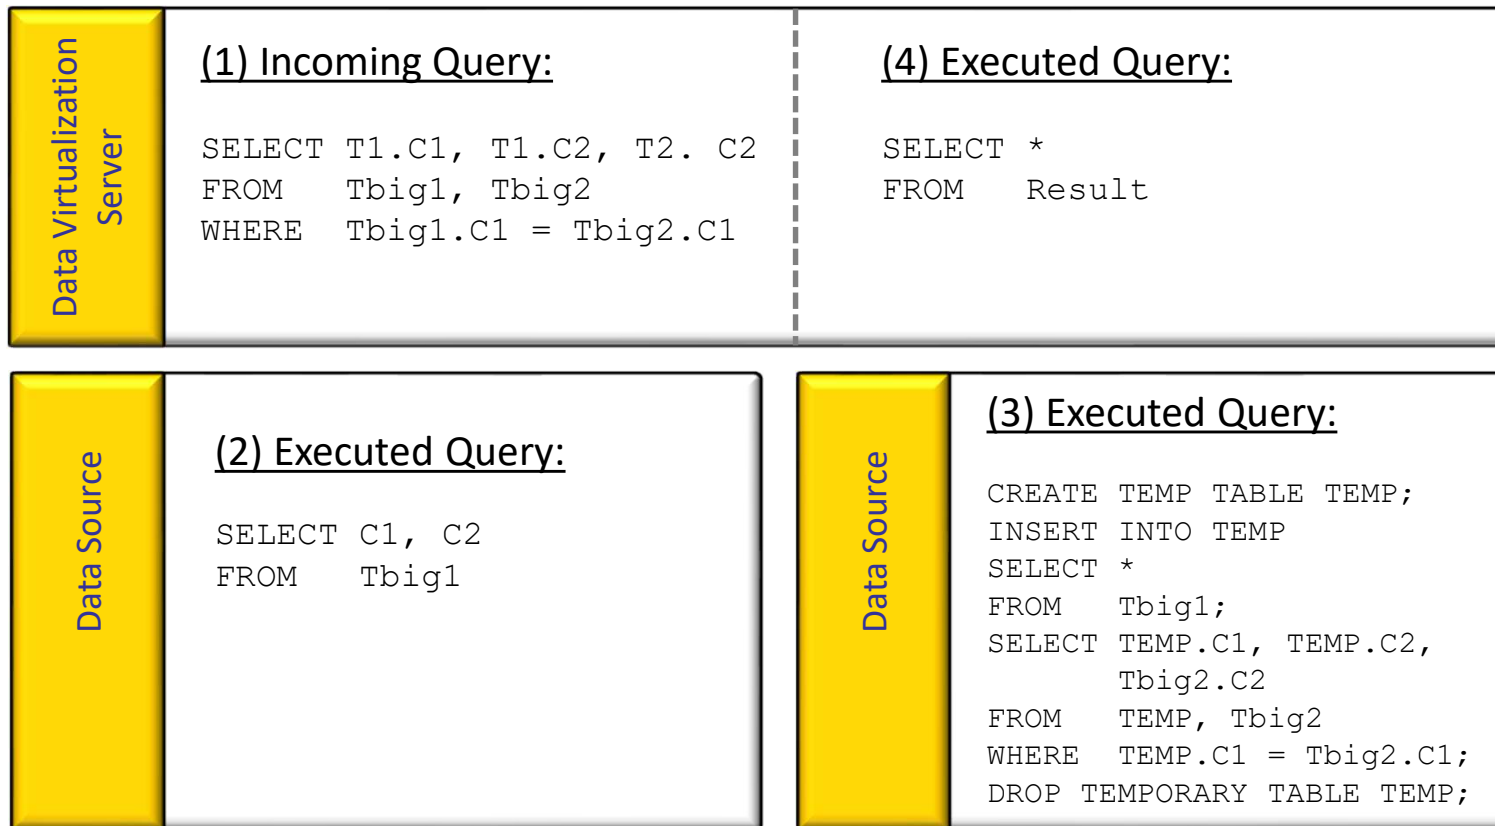 Data Virtualization
Server
(1) Incoming Query:
SELECT T1.C1, T1.C2, T2. C2
FROM   Tbig1, Tbig2
WHERE  Tbig1.C1 = Tbig2.C1
(4) Executed Query:
SELECT *
FROM   Result
Data Source
(2) Executed Query:
SELECT C1, C2
FROM   Tbig1
Data Source
(3) Executed Query:
CREATE TEMP TABLE TEMP;
INSERT INTO TEMP
SELECT *
FROM   Tbig1;
SELECT TEMP.C1, TEMP.C2,
       Tbig2.C2
FROM   TEMP, Tbig2
WHERE  TEMP.C1 = Tbig2.C1;
DROP TEMPORARY TABLE TEMP;